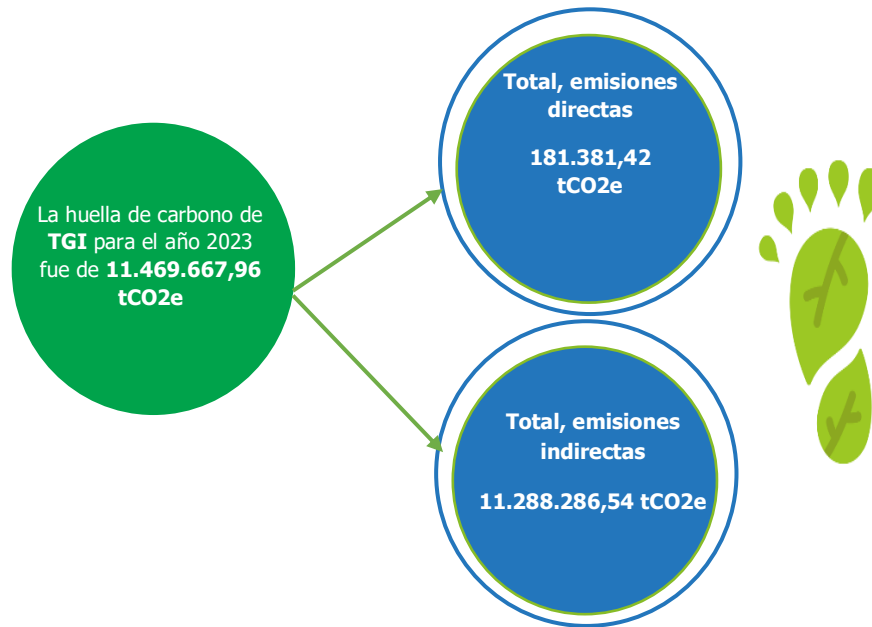 La huella de carbono de
TGI para el año 2023
fue de 11.469.667,96
tCO2e
Total, emisiones
directas
181.381,42
tCO2e
Total, emisiones
indirectas
11.288.286,54 tCO2e